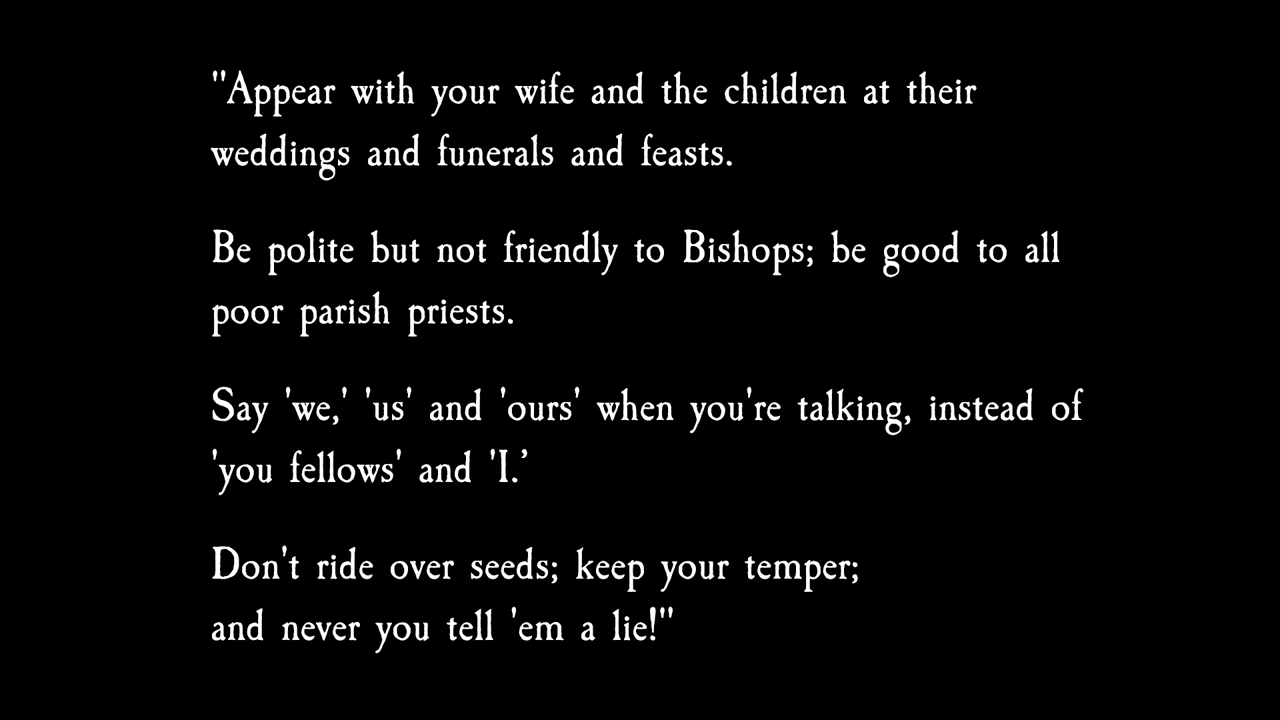 "Appear with your wife and the children at their
weddings and funerals and feasts.
Be polite but not friendly to Bishops; be good to all
poor parish priests.
Say 'we,' 'us' and 'ours' when you're talking, instead of
'you fellows' and 'I.’
Don't ride over seeds; keep your temper;
and never you tell 'em a lie!"